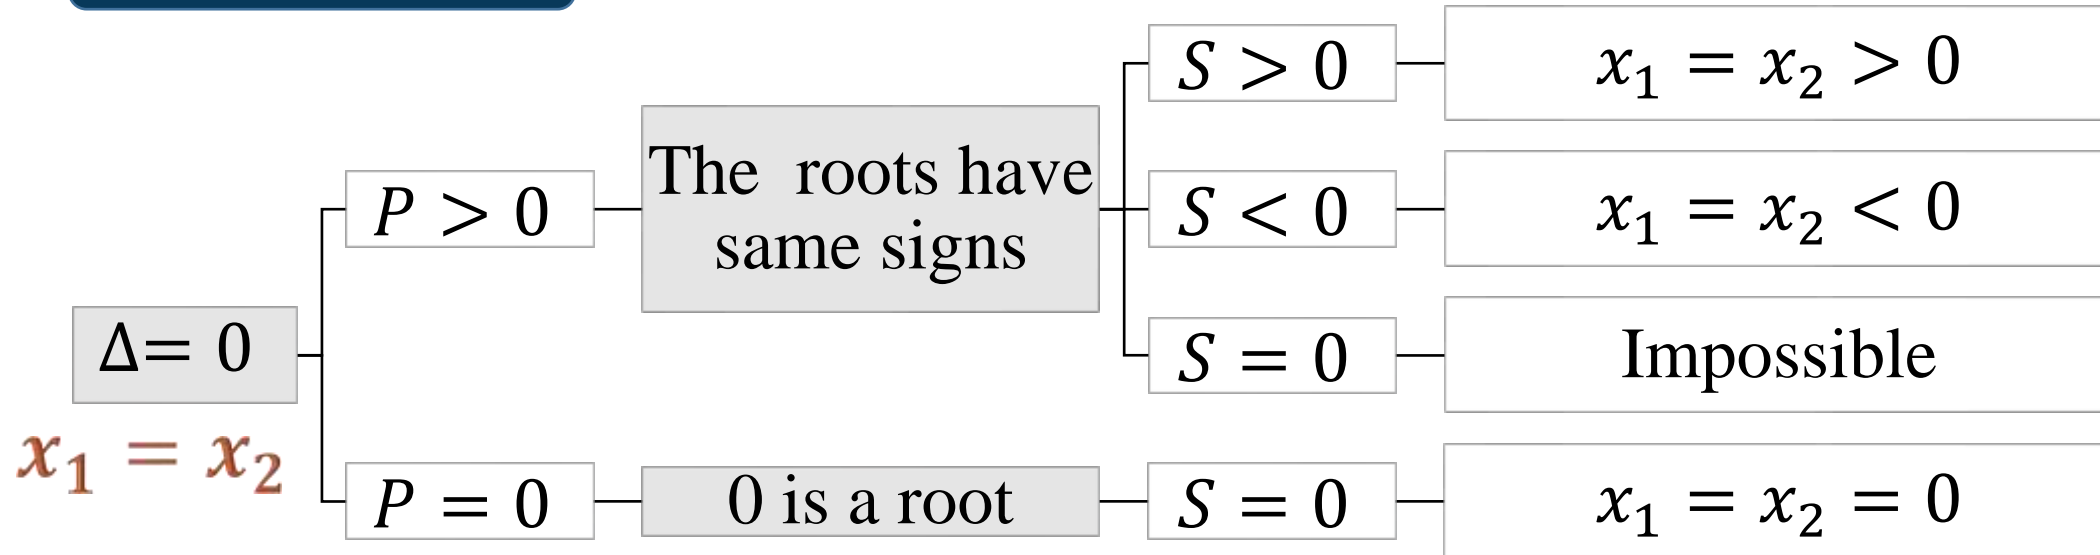 Δ= 0
x₁ = x₂
P > 0
The roots have
same signs
S > 0
x₁ = x₂ > 0
S < 0
x₁ = x₂ < 0
S = 0
Impossible
P = 0
0 is a root
S = 0
x₁ = x₂ = 0